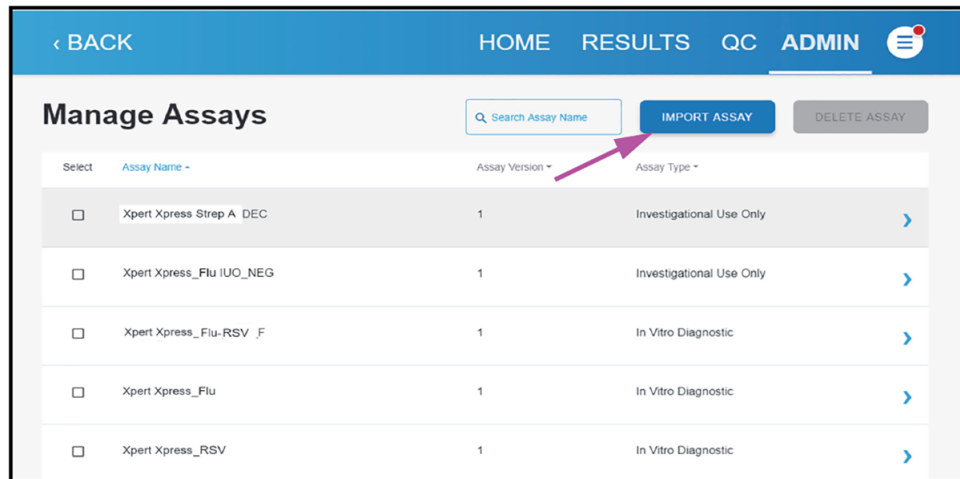 ‹ BACK HOME RESULTS QC ADMIN
Manage Assays Search Assay Name IMPORT ASSAY DELETE ASSAY
Select Assay Name Assay Version Assay Type
Xpert Xpress Strep A_DEC 1 Investigational Use Only
Xpert Xpress_Flu IUO_NEG 1 Investigational Use Only
Xpert Xpress_Flu-RSV_F 1 In Vitro Diagnostic
Xpert Xpress_Flu 1 In Vitro Diagnostic
Xpert Xpress_RSV 1 In Vitro Diagnostic